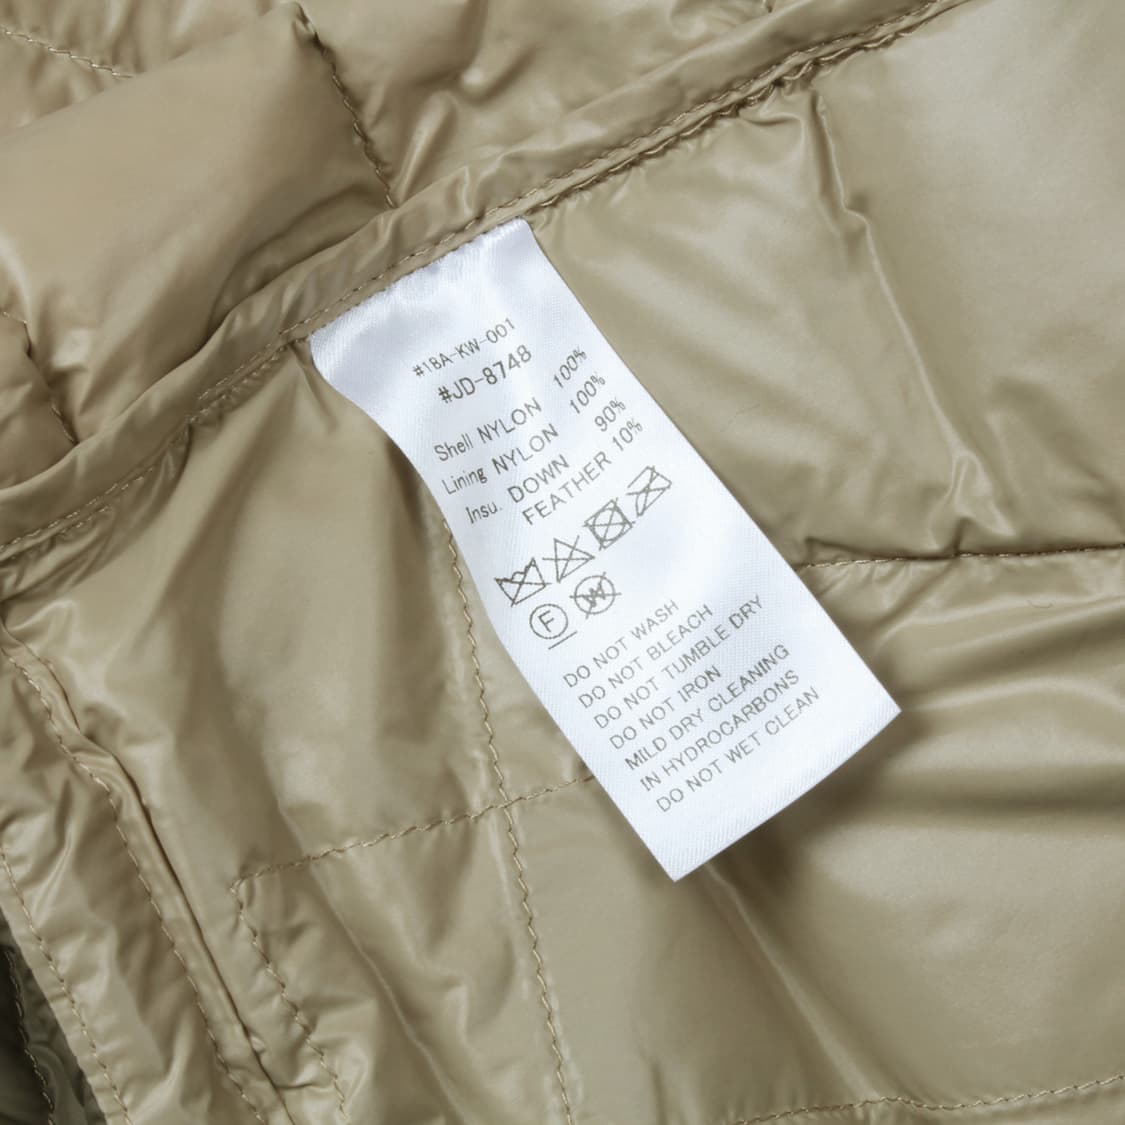 #18A-KW-001
#JD-8748
Shell NYLON 100%
Lining NYLON 100%
Insu. DOWN 90%
FEATHER 10%
F W
DO NOT WASH
DO NOT BLEACH
DO NOT TUMBLE DRY
DO NOT IRON
MILD DRY CLEANING
IN HYDROCARBONS
DO NOT WET CLEAN